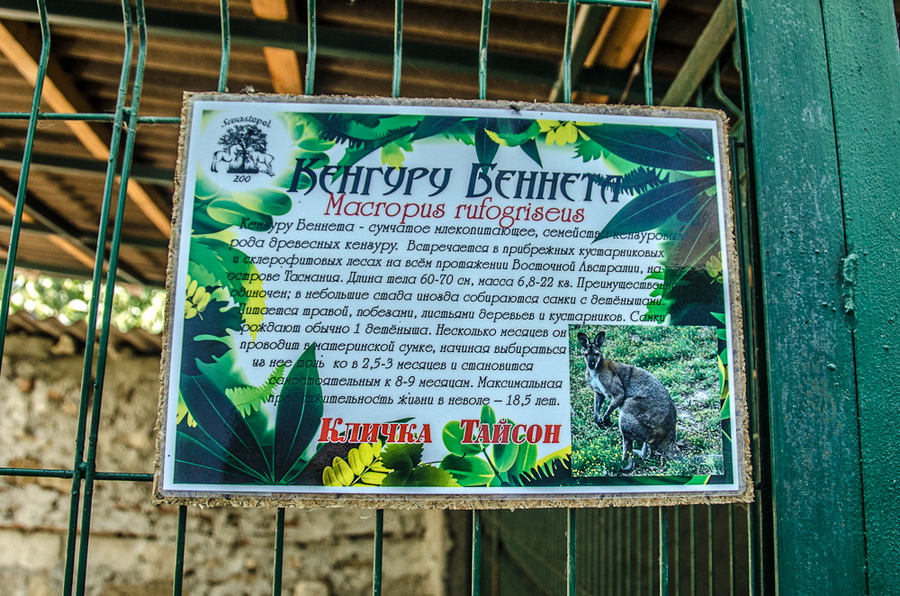 Sevastopol
ZOO
Кенгуру Беннета
Macropus rufogriseus
Кенгуру Беннета - сумчатое млекопитающее, семейства кенгуровых
рода древесных кенгуру. Встречается в прибрежных кустарниковых
и склерофитовых лесах на всём протяжении Восточной Австралии, на
острове Тасмания. Длина тела 60-70 см, масса 6,8-22 кг. Преимущественно
одиночен; в небольшие стада иногда собираются самки с детёнышами.
Питается травой, побегами, листьями деревьев и кустарников. Самки
рождают обычно 1 детёныша. Несколько месяцев он
проводит в материнской сумке, начиная выбираться
из нее толь ко в 2,5-3 месяцев и становится
самостоятельным к 8-9 месяцам. Максимальная
продолжительность жизни в неволе – 18,5 лет.
Кличка Тайсон